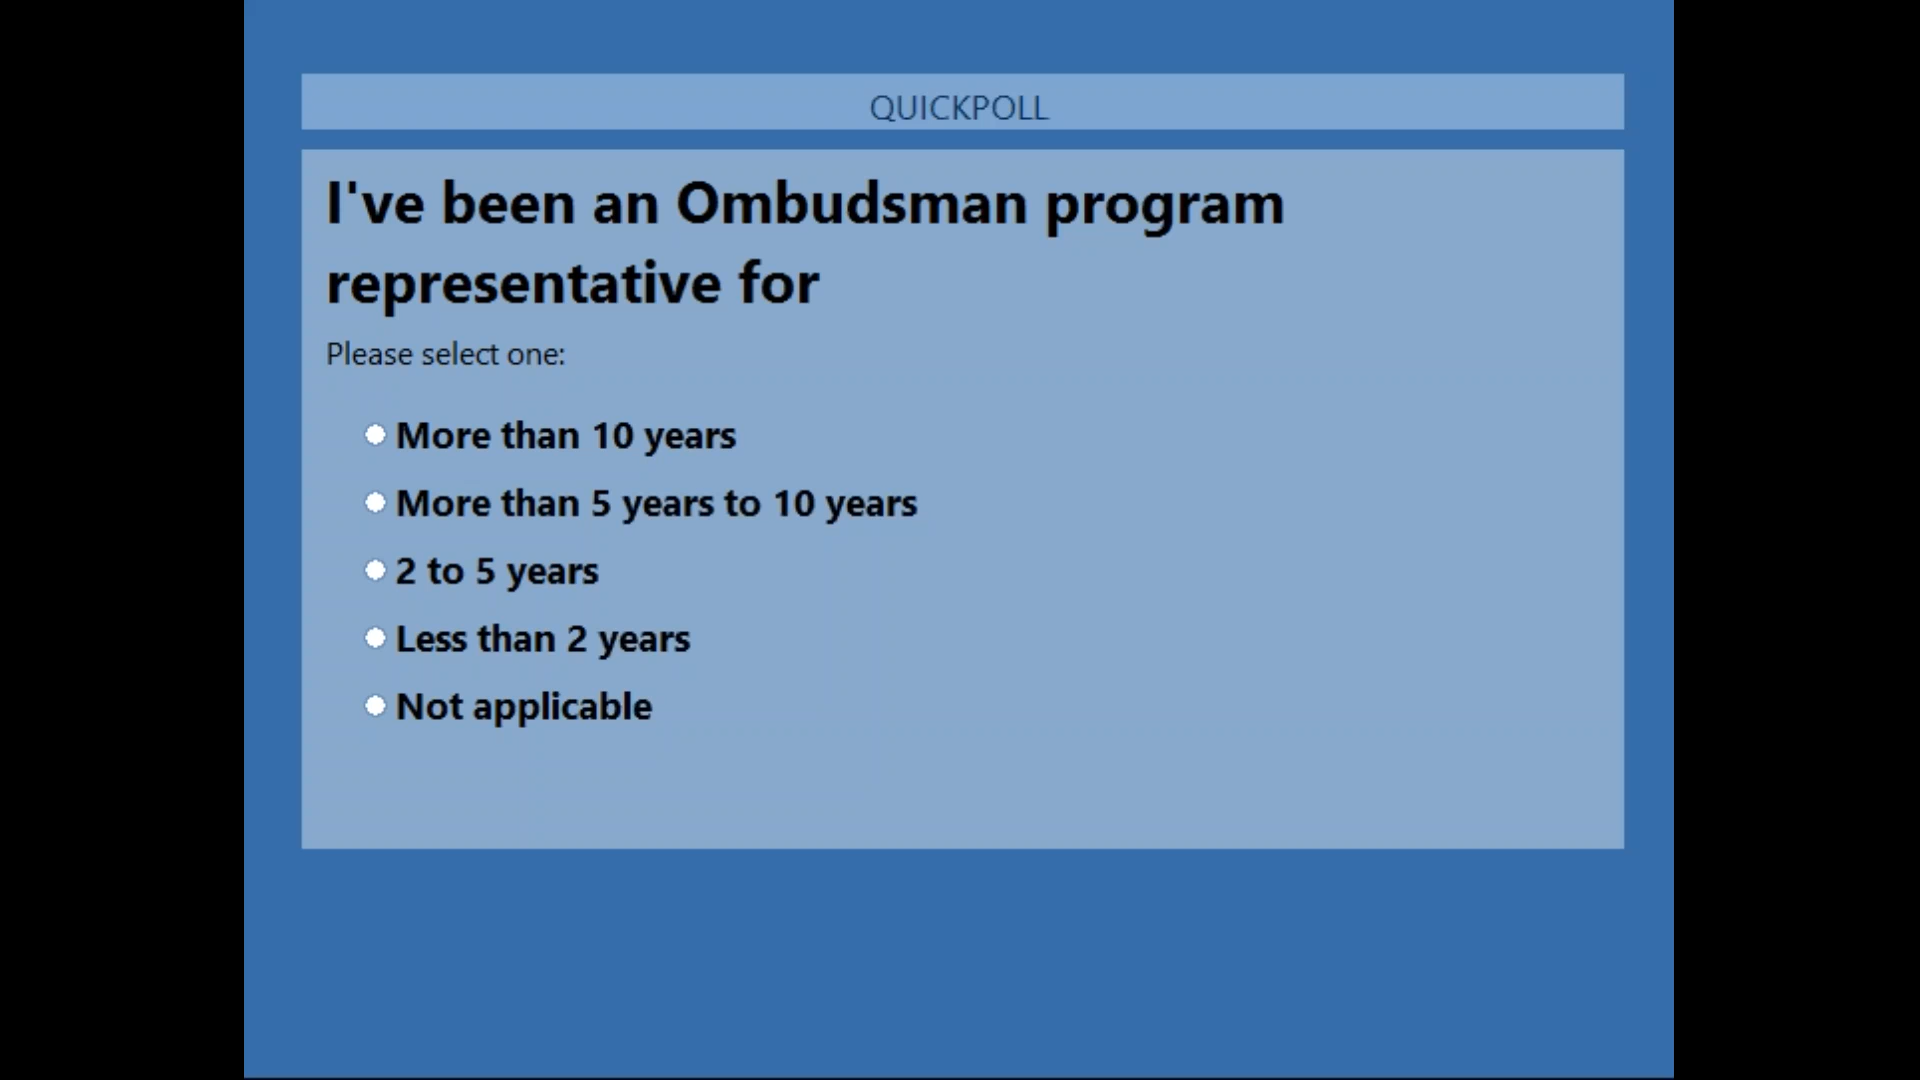 QUICKPOLL
I've been an Ombudsman program
representative for
Please select one:
More than 10 years
More than 5 years to 10 years
2 to 5 years
Less than 2 years
Not applicable